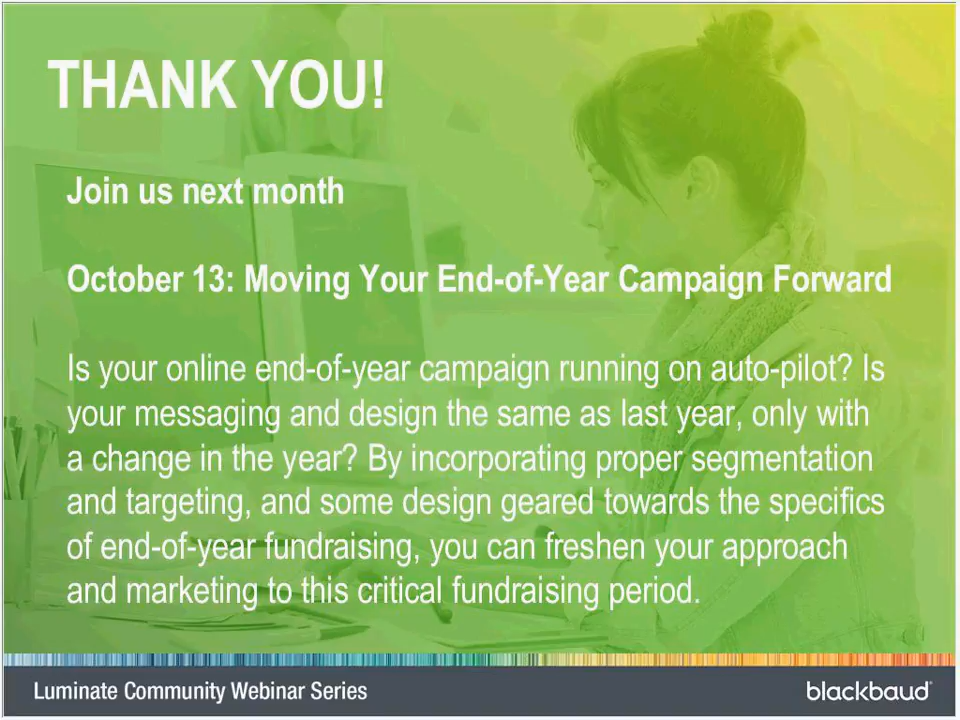 THANK YOU!
Join us next month
October 13: Moving Your End-of-Year Campaign Forward
Is your online end-of-year campaign running on auto-pilot? Is
your messaging and design the same as last year, only with
a change in the year? By incorporating proper segmentation
and targeting, and some design geared towards the specifics
of end-of-year fundraising, you can freshen your approach
and marketing to this critical fundraising period.
Luminate Community Webinar Series
blackbaud